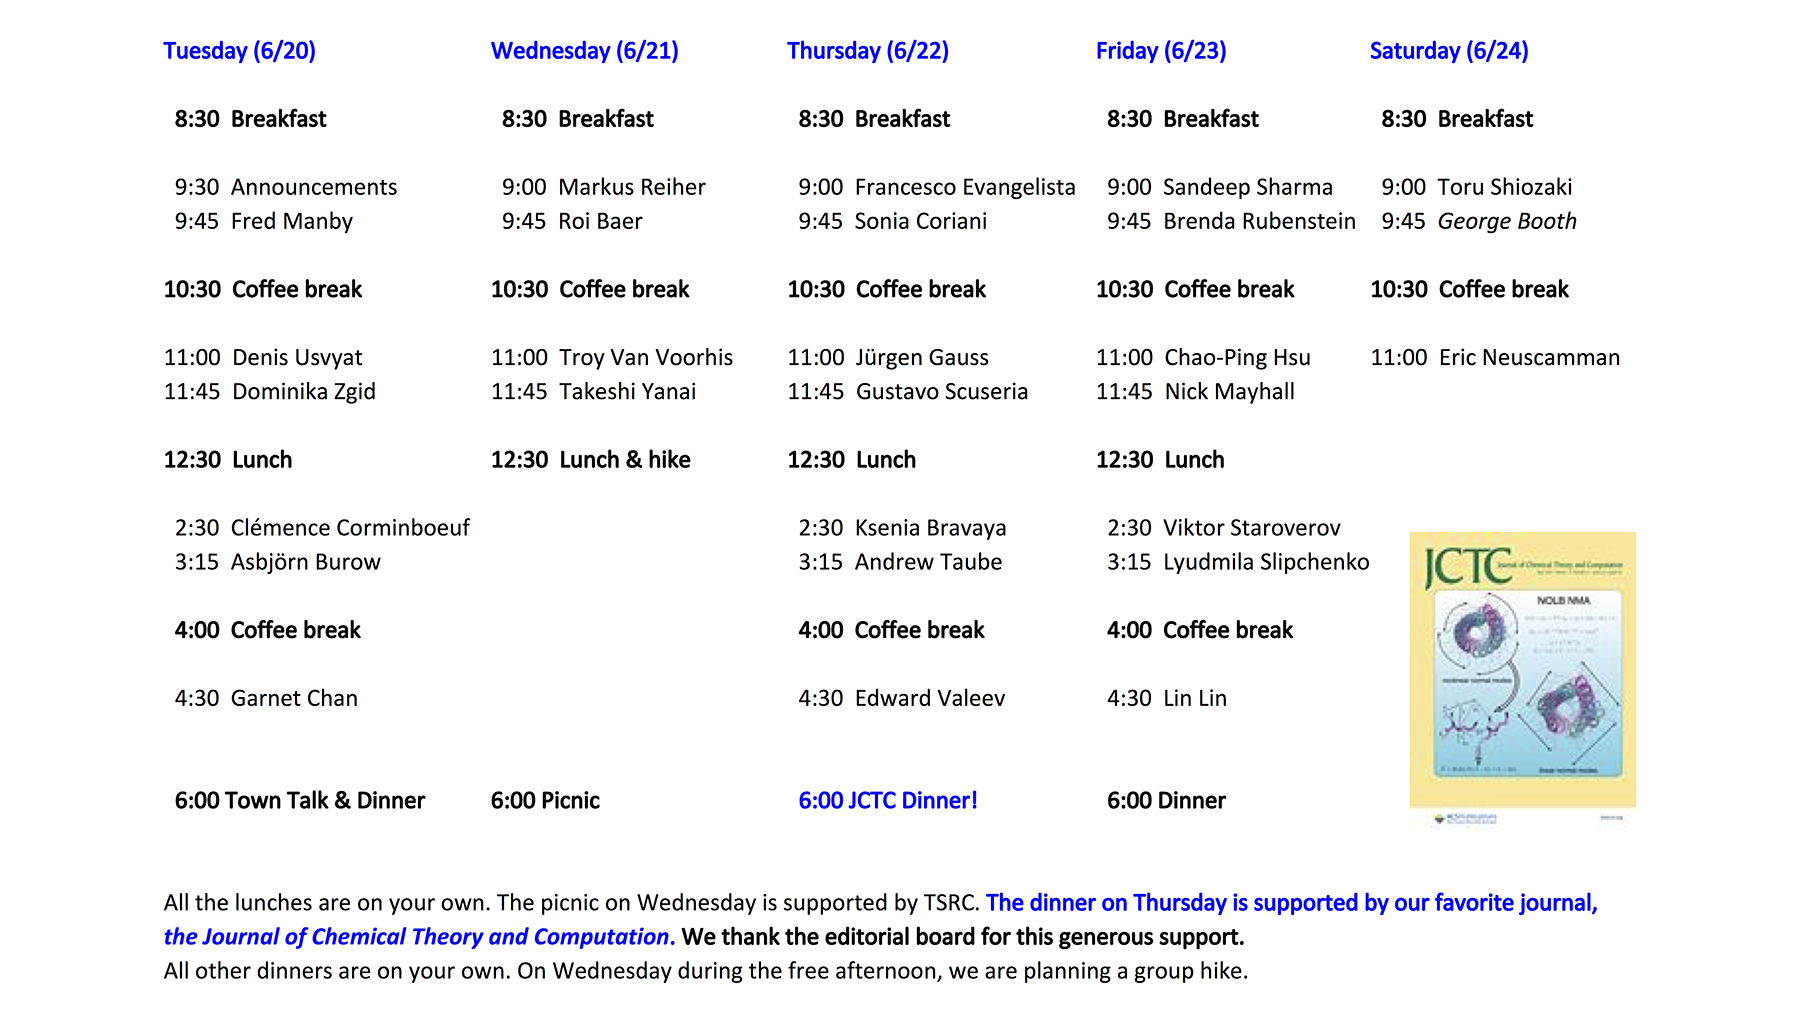 Tuesday (6/20)
8:30 Breakfast
9:30 Announcements
9:45 Fred Manby
10:30 Coffee break
11:00 Denis Usvyat
11:45 Dominika Zgid
12:30 Lunch
2:30 Clémence Corminboeuf
3:15 Asbjörn Burow
4:00 Coffee break
4:30 Garnet Chan
6:00 Town Talk & Dinner
Wednesday (6/21)
8:30 Breakfast
9:00 Markus Reiher
9:45 Roi Baer
10:30 Coffee break
11:00 Troy Van Voorhis
11:45 Takeshi Yanai
12:30 Lunch & hike
6:00 Picnic
Thursday (6/22)
8:30 Breakfast
9:00 Francesco Evangelista
9:45 Sonia Coriani
10:30 Coffee break
11:00 Jürgen Gauss
11:45 Gustavo Scuseria
12:30 Lunch
2:30 Ksenia Bravaya
3:15 Andrew Taube
4:00 Coffee break
4:30 Edward Valeev
6:00 JCTC Dinner!
Friday (6/23)
8:30 Breakfast
9:00 Sandeep Sharma
9:45 Brenda Rubenstein
10:30 Coffee break
11:00 Chao-Ping Hsu
11:45 Nick Mayhall
12:30 Lunch
2:30 Viktor Staroverov
3:15 Lyudmila Slipchenko
4:00 Coffee break
4:30 Lin Lin
6:00 Dinner
Saturday (6/24)
8:30 Breakfast
9:00 Toru Shiozaki
9:45 George Booth
10:30 Coffee break
11:00 Eric Neuscamman
JCTC
Journal of Chemical Theory and Computation
NOLB NMA
nonlinear normal modes
linear normal modes
All the lunches are on your own. The picnic on Wednesday is supported by TSRC. The dinner on Thursday is supported by our favorite journal,
the Journal of Chemical Theory and Computation. We thank the editorial board for this generous support.
All other dinners are on your own. On Wednesday during the free afternoon, we are planning a group hike.